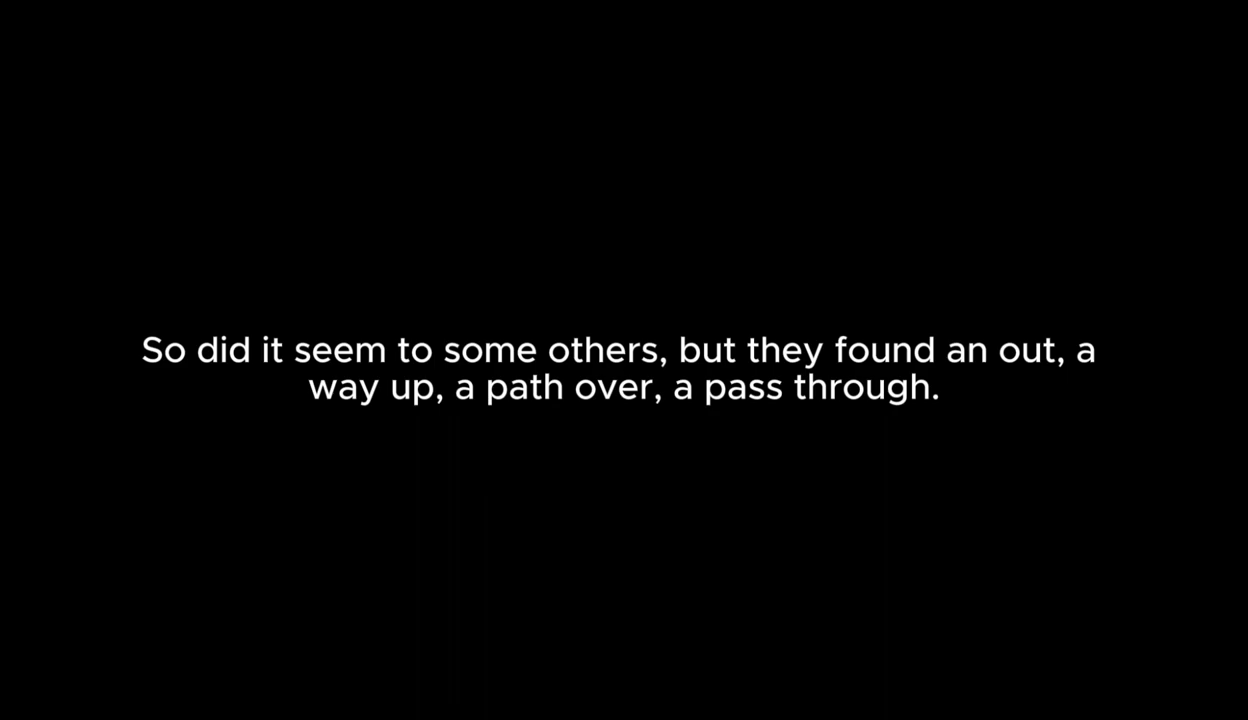 So did it seem to some others, but they found an out, a
way up, a path over, a pass through.